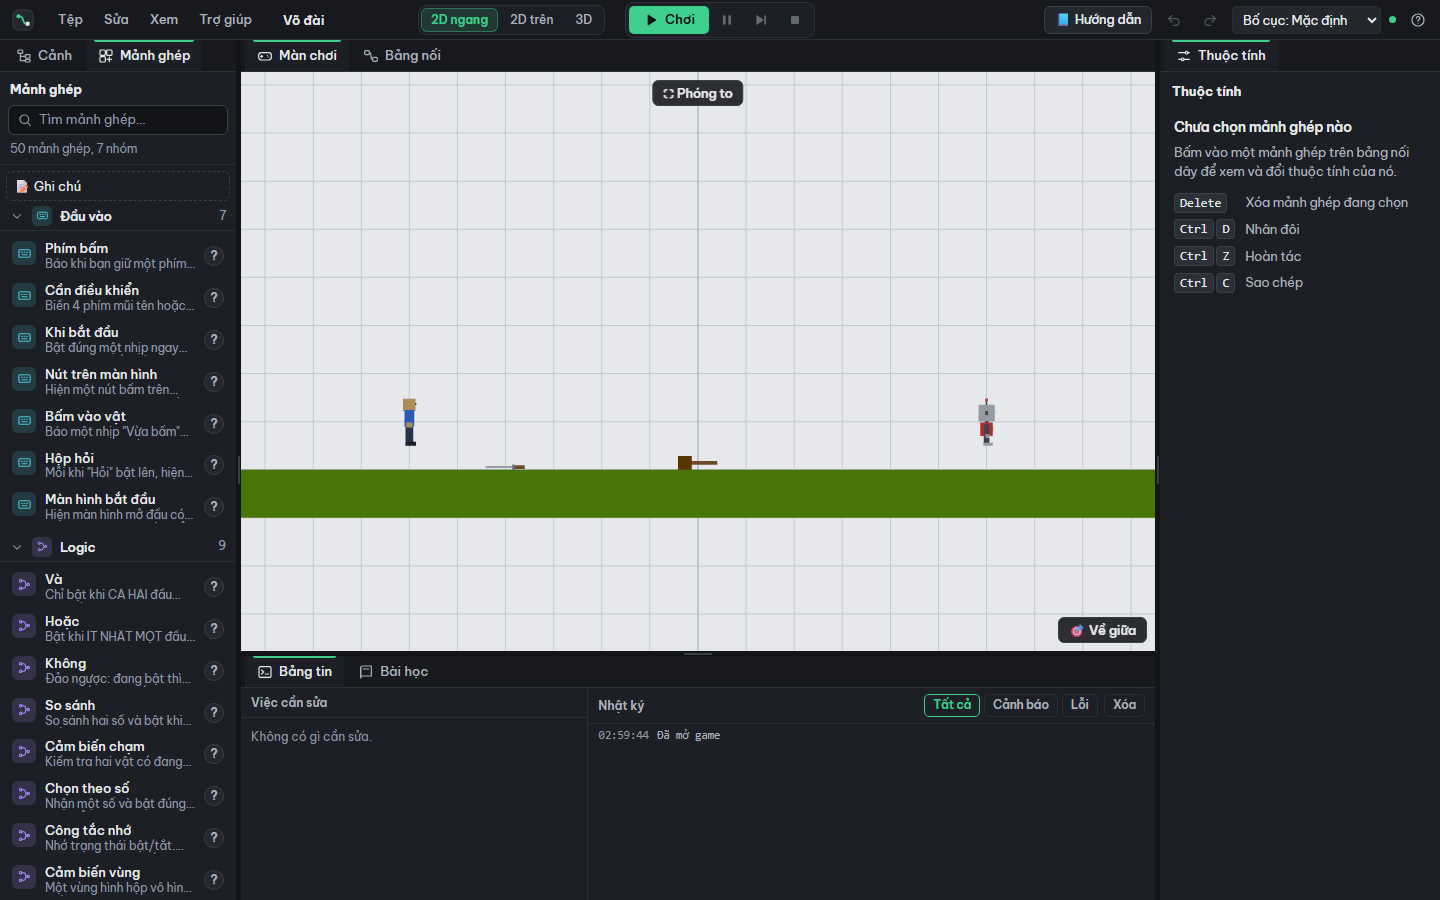 Tệp Sửa Xem Trợ giúp Võ đài 2D ngang 2D trên 3D Chơi 📘 Hướng dẫn Bố cục: Mặc định
Cảnh Mảnh ghép
Màn chơi Bảng nối
Thuộc tính
Mảnh ghép
Tìm mảnh ghép...
50 mảnh ghép, 7 nhóm
Ghi chú
Đầu vào 7
Phím bấm
Báo khi bạn giữ một phím...
?
Cần điều khiển
Biến 4 phím mũi tên hoặc...
?
Khi bắt đầu
Bật đúng một nhịp ngay...
?
Nút trên màn hình
Hiện một nút bấm trên...
?
Bấm vào vật
Báo một nhịp "Vừa bấm"...
?
Hộp hỏi
Mỗi khi "Hỏi" bật lên, hiện...
?
Màn hình bắt đầu
Hiện màn hình mở đầu có...
?
Logic 9
Và
Chỉ bật khi CẢ HAI đầu...
?
Hoặc
Bật khi ÍT NHẤT MỘT đầu...
?
Không
Đảo ngược: đang bật thì...
?
So sánh
So sánh hai số và bật khi...
?
Cảm biến chạm
Kiểm tra hai vật có đang...
?
Chọn theo số
Nhận một số và bật đúng...
?
Công tắc nhớ
Nhớ trạng thái bật/tắt....
?
Cảm biến vùng
Một vùng hình hộp vô hìn...
?
Phóng to
Về giữa
Bảng tin Bài học
Việc cần sửa
Không có gì cần sửa.
Nhật ký Tất cả Cảnh báo Lỗi Xóa
02:59:44 Đã mở game
Thuộc tính
Chưa chọn mảnh ghép nào
Bấm vào một mảnh ghép trên bảng nối
dây để xem và đổi thuộc tính của nó.
Delete Xóa mảnh ghép đang chọn
Ctrl D Nhân đôi
Ctrl Z Hoàn tác
Ctrl C Sao chép